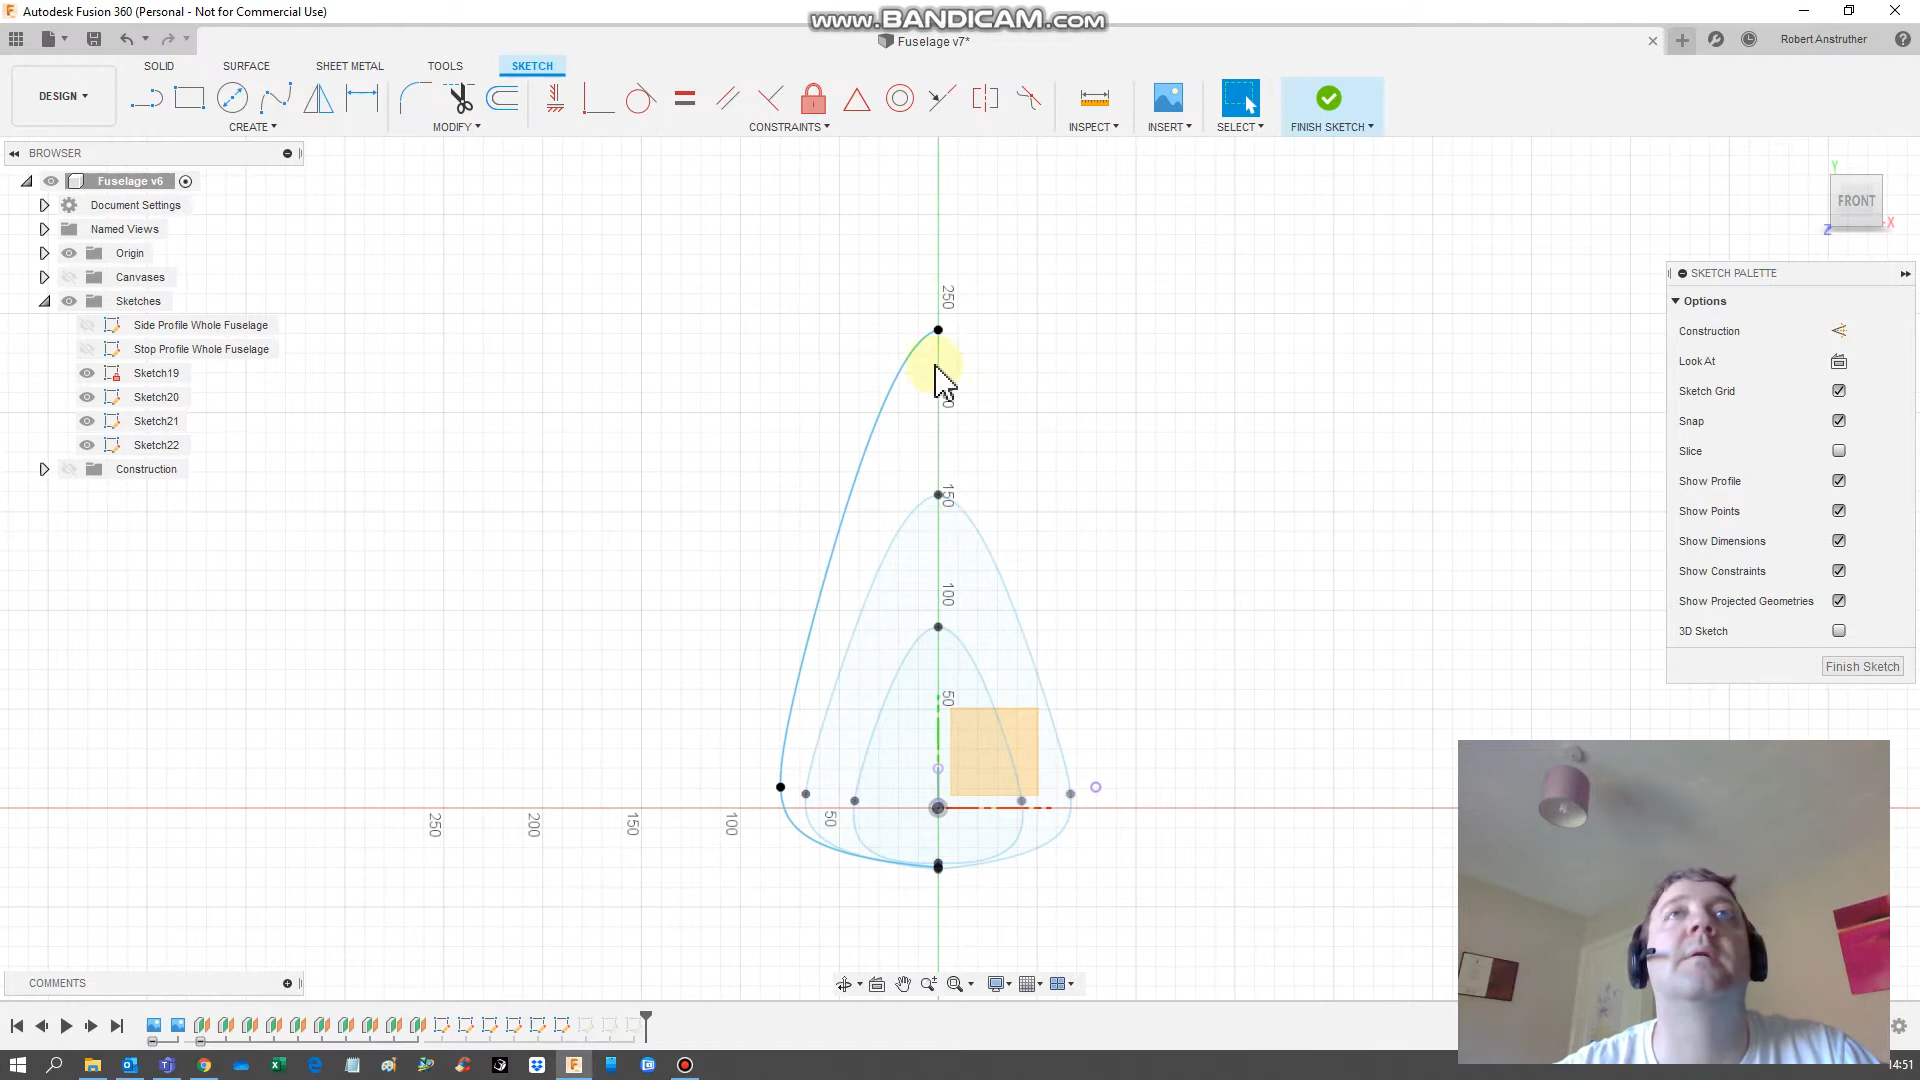 Autodesk Fusion 360 (Personal - Not for Commercial Use)
www.BANDICAM.com
Fuselage v7*
Robert Anstruther
SOLID
SURFACE
SHEET METAL
TOOLS
SKETCH
DESIGN
CREATE
MODIFY
CONSTRAINTS
INSPECT
INSERT
SELECT
FINISH SKETCH
BROWSER
Fuselage v6
Document Settings
Named Views
Origin
Canvases
Sketches
Side Profile Whole Fuselage
Stop Profile Whole Fuselage
Sketch19
Sketch20
Sketch21
Sketch22
Construction
Y
FRONT
X
Z
SKETCH PALETTE
Options
Construction
Look At
Sketch Grid
Snap
Slice
Show Profile
Show Points
Show Dimensions
Show Constraints
Show Projected Geometries
3D Sketch
Finish Sketch
250
150
100
50
250
200
150
100
50
COMMENTS
14:51